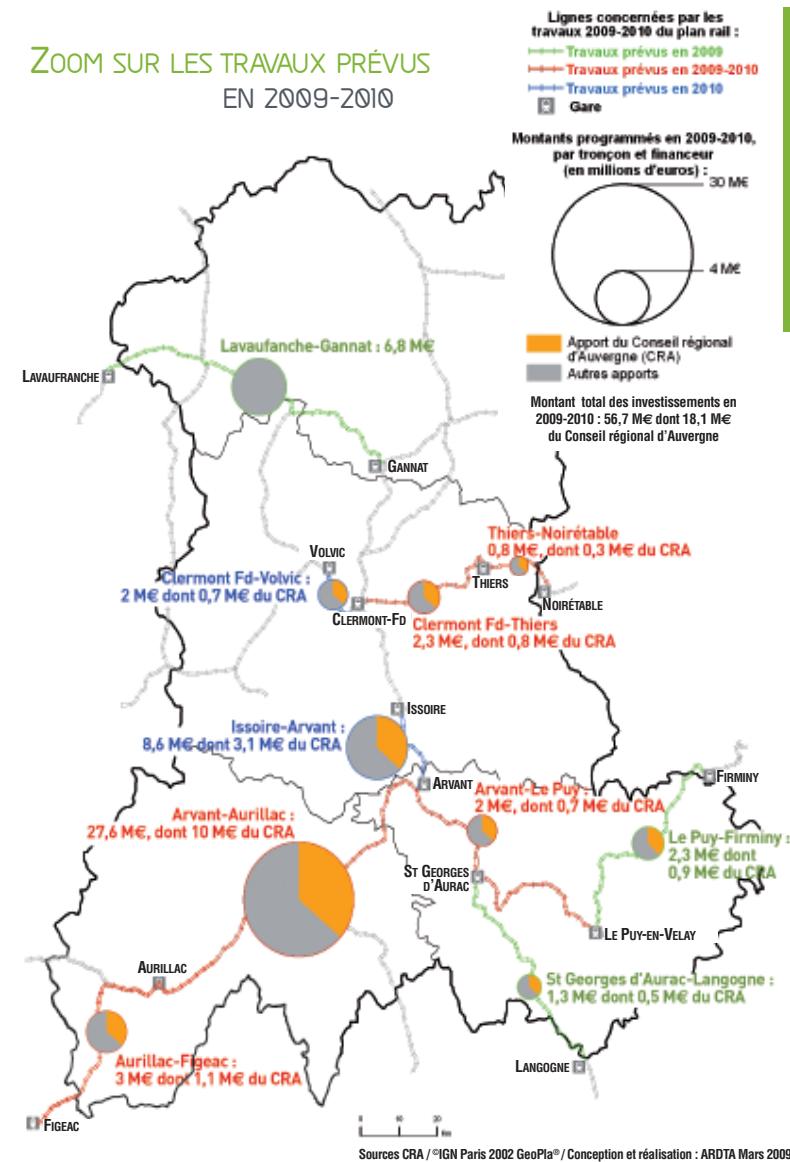 ZOOM SUR LES TRAVAUX PRÉVUS
EN 2009-2010
Lignes concernées par les
travaux 2009-2010 du plan rail :
Travaux prévus en 2009
Travaux prévus en 2009-2010
Travaux prévus en 2010
Gare
Montants programmés en 2009-2010,
par tronçon et financeur
(en millions d'euros) :
30 M€
4 M€
Apport du Conseil régional
d'Auvergne (CRA)
Autres apports
Montant total des investissements en
2009-2010 : 56,7 M€ dont 18,1 M€
du Conseil régional d'Auvergne
Lavaufanche-Gannat : 6,8 M€
LAVAUFRANCHE
GANNAT
Thiers-Noirétable
0,8 M€, dont 0,3 M€ du CRA
VOLVIC
Clermont Fd-Volvic :
2 M€ dont 0,7 M€ du CRA
THIERS
NOIRÉTABLE
CLERMONT-FD
Clermont Fd-Thiers
2,3 M€, dont 0,8 M€ du CRA
ISSOIRE
Issoire-Arvant :
8,6 M€ dont 3,1 M€ du CRA
FIRMINY
ARVANT
Arvant-Le Puy :
2 M€, dont 0,7 M€ du CRA
Arvant-Aurillac :
27,6 M€, dont 10 M€ du CRA
Le Puy-Firminy :
2,3 M€ dont
0,9 M€ du CRA
ST GEORGES
D'AURAC
LE PUY-EN-VELAY
AURILLAC
St Georges d'Aurac-Langogne :
1,3 M€ dont 0,5 M€ du CRA
Aurillac-Figeac :
3 M€ dont 1,1 M€ du CRA
LANGOGNE
FIGEAC
0 10 20
Km
Sources CRA / ©IGN Paris 2002 GeoPla® / Conception et réalisation : ARDTA Mars 2009